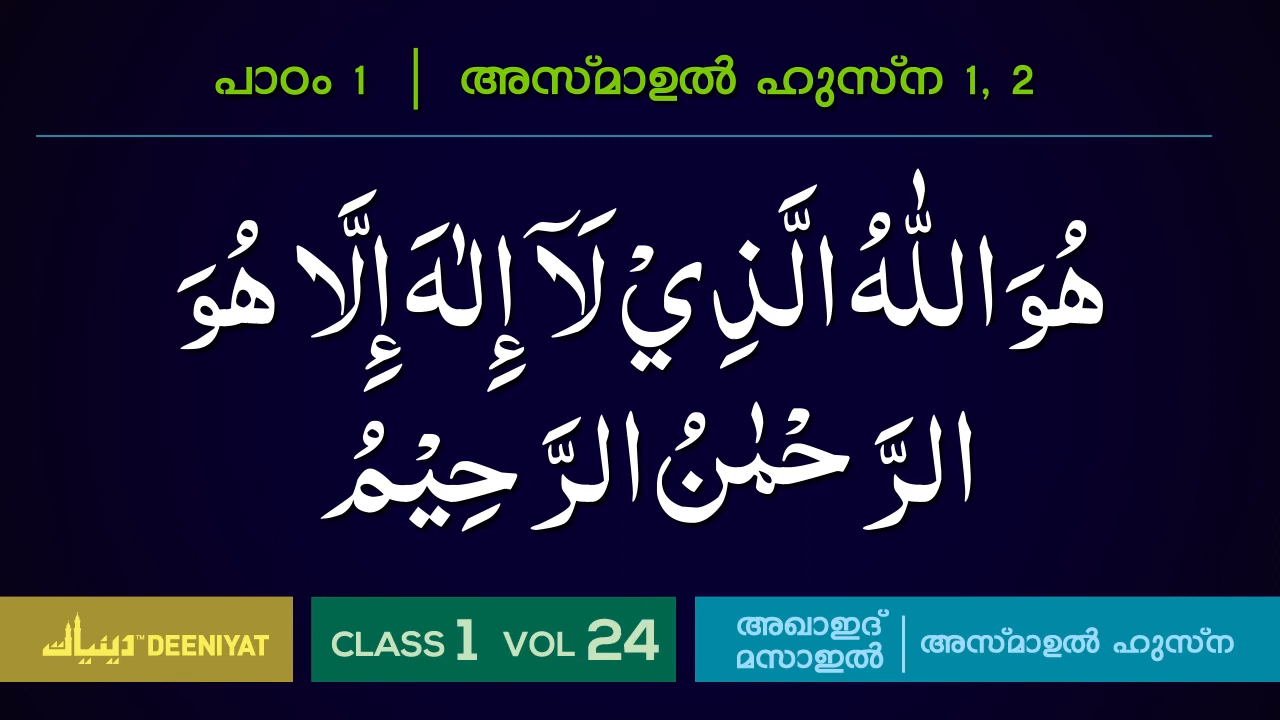 പാഠം 1 | അസ്മാഉൽ ഹുസ്ന 1, 2
هُوَ اللّٰهُ الَّذِيْ لَآ إِلٰهَ إِلَّا هُوَ
الرَّحْمٰنُ الرَّحِيْمُ
دينيات™ DEENIYAT
CLASS 1 VOL 24
അഖാഇദ്
മസാഇൽ
അസ്മാഉൽ ഹുസ്ന